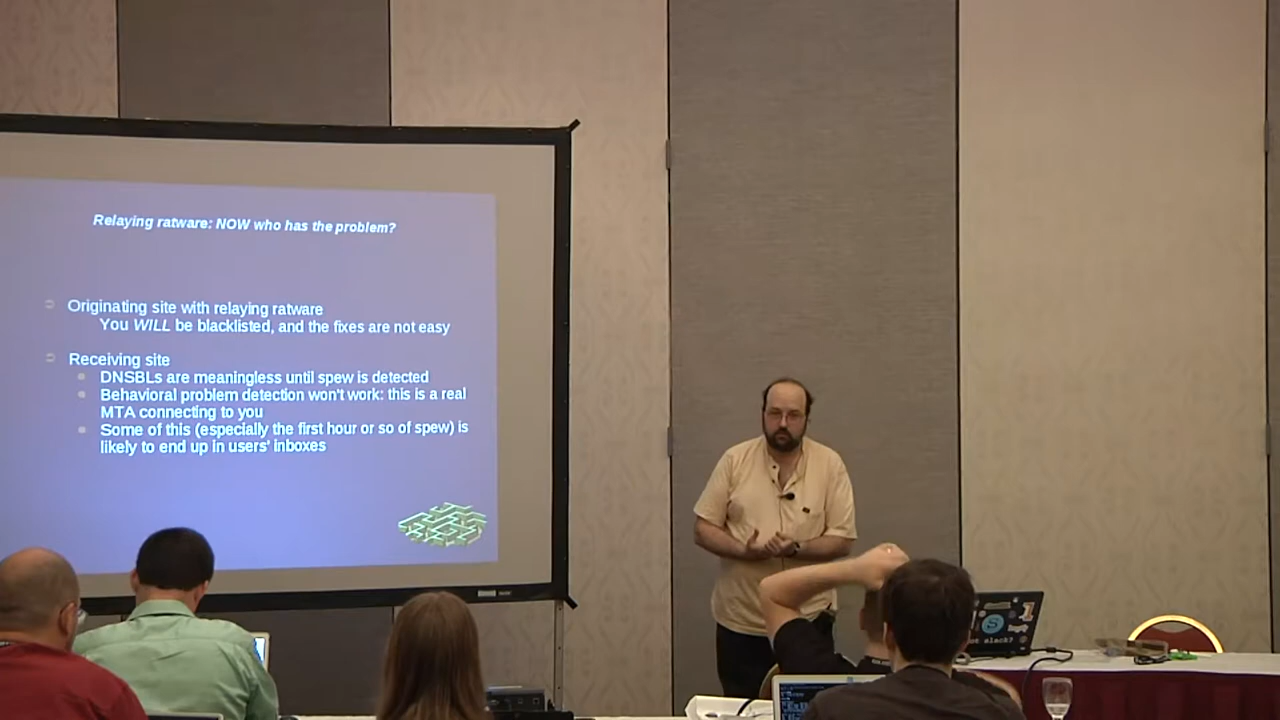 Relaying ratware: NOW who has the problem?
Originating site with relaying ratware
You WILL be blacklisted, and the fixes are not easy
Receiving site
DNSBLs are meaningless until spew is detected
Behavioral problem detection won't work: this is a real
MTA connecting to you
Some of this (especially the first hour or so of spew) is
likely to end up in users' inboxes
got slack?